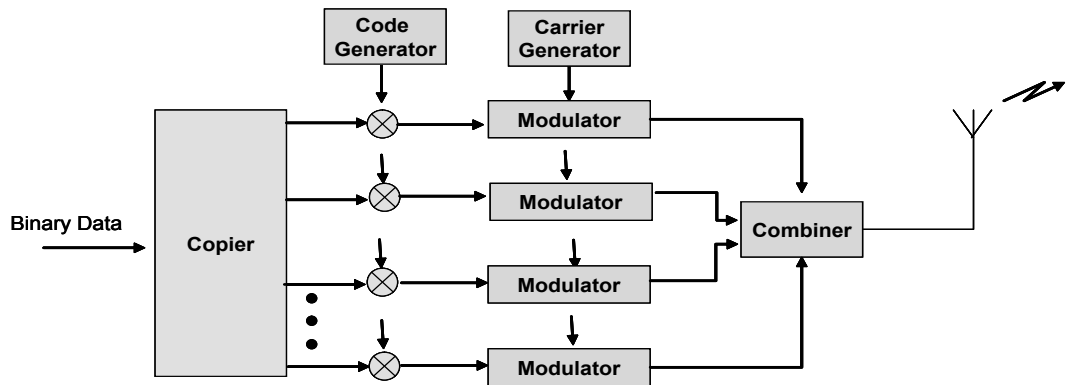 Code
Generator
Carrier
Generator
Modulator
Modulator
Binary Data
Copier
Combiner
Modulator
Modulator